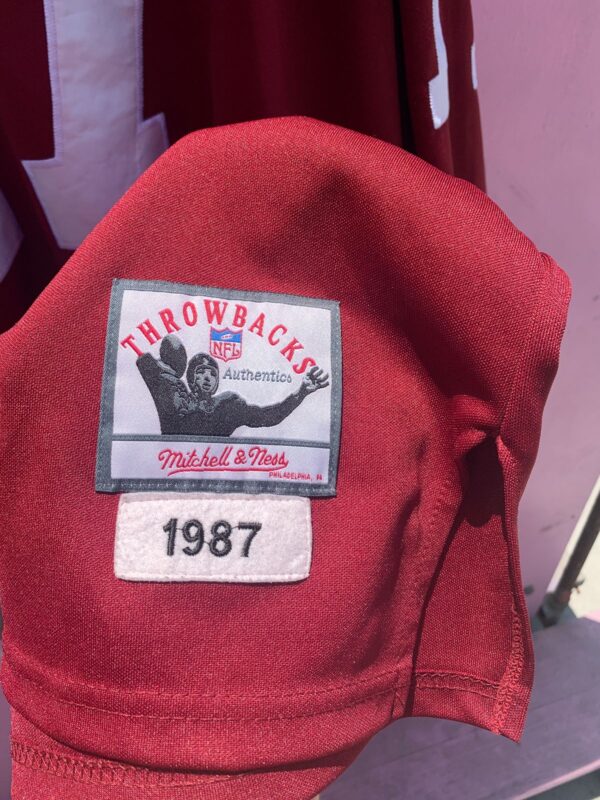 THROWBACKS
NFL
Authentics
Mitchell & Ness
PHILADELPHIA, PA
1987